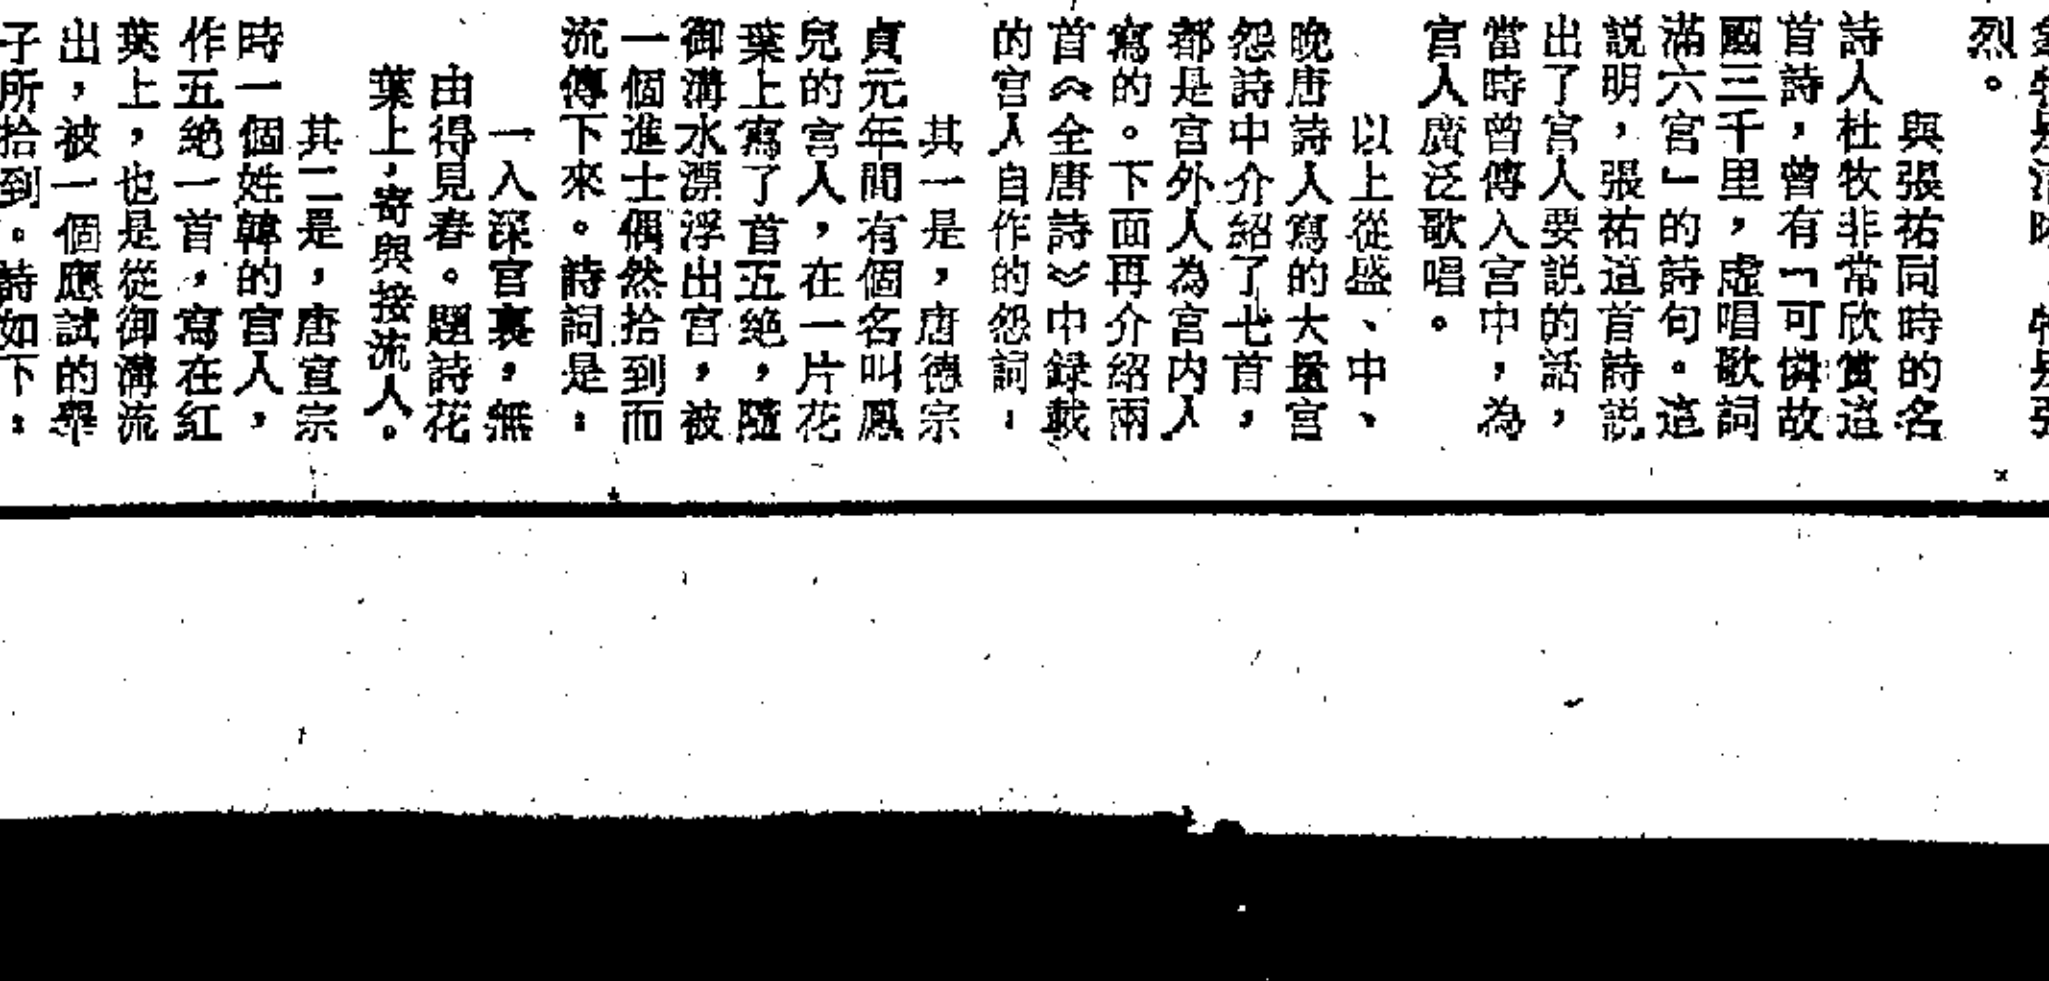 烈。
與張祜同時的名
詩人杜牧非常欣賞這
首詩，曾有「可憐故
國三千里，虛唱歌詞
滿六宮」的詩句。這
説明，張祜這首詩説
出了宮人要説的話，
當時曾傳入宮中，為
宮人廣泛歌唱。
以上從盛、中、
晚唐詩人寫的大量宮
怨詩中介紹了七首，
都是宮外人為宮内人
寫的。下面再介紹兩
首《全唐詩》中録載
的宮人自作的怨詞：
其一是，唐德宗
貞元年間有個名叫鳳
兒的宮人，在一片花
葉上寫了首五絶，隨
御溝水漂浮出宮，被
一個進士偶然拾到而
流傳下來。詩詞是：
一入深宮裏，無
由得見春。題詩花
葉上，寄與接流人。
其二是，唐宣宗
時一個姓韓的宮人，
作五絶一首，寫在紅
葉上，也是從御溝流
出，被一個應試的舉
子所拾到。詩如下：